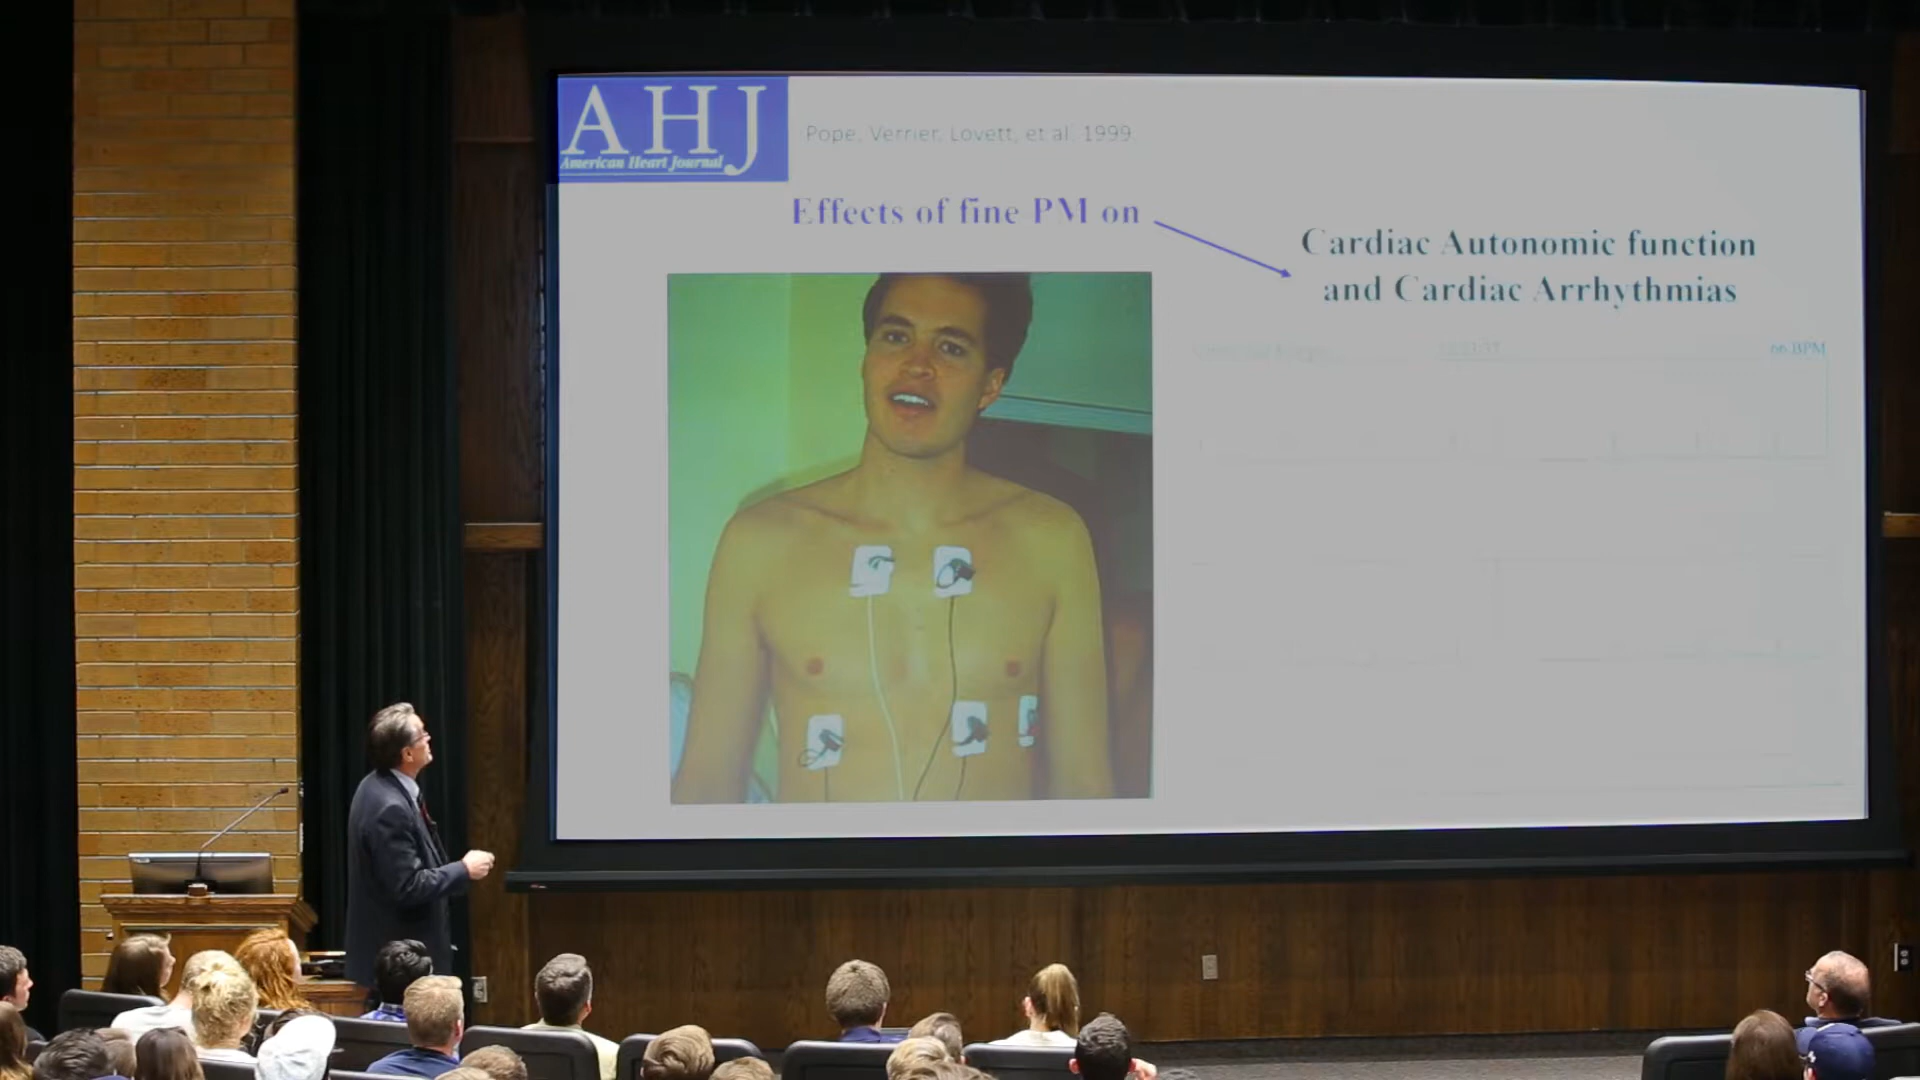 AHJ
American Heart Journal
Pope, Verrier, Lovett, et al. 1999.
Effects of fine PM on
Cardiac Autonomic function
and Cardiac Arrhythmias
66 BPM